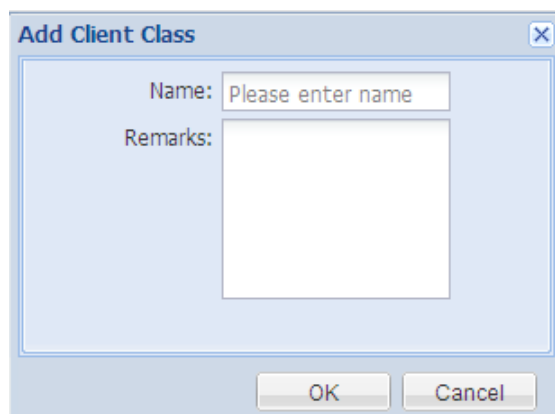 Add Client Class
Name: Please enter name
Remarks:
OK Cancel